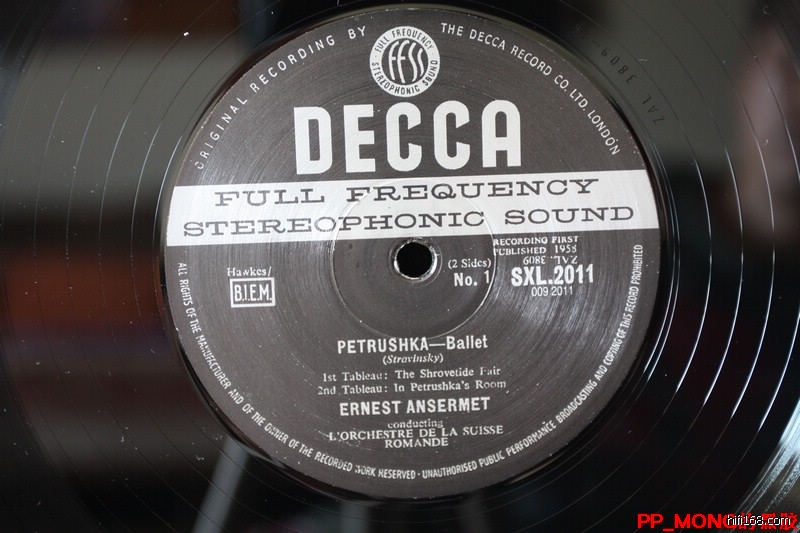 ORIGINAL RECORDING BY THE DECCA RECORD CO. LTD. LONDON
FULL FREQUENCY
FFSS
STEREOPHONIC SOUND
DECCA
FULL FREQUENCY
STEREOPHONIC SOUND
RECORDING FIRST
PUBLISHED 1958
ZAL. 3809
Hawkes/
B.I.E.M.
(2 Sides)
No. 1
SXL.2011
009 2011
PETRUSHKA—Ballet
(Stravinsky)
1st Tableau: The Shrovetide Fair
2nd Tableau: In Petrushka's Room
ERNEST ANSERMET
conducting
L'ORCHESTRE DE LA SUISSE
ROMANDE
ALL RIGHTS OF THE MANUFACTURER AND OF THE OWNER OF THE RECORDED WORK RESERVED · UNAUTHORISED PUBLIC PERFORMANCE BROADCASTING AND COPYING OF THIS RECORD PROHIBITED
ZAL 3809
PP_MONO
hifi168.com